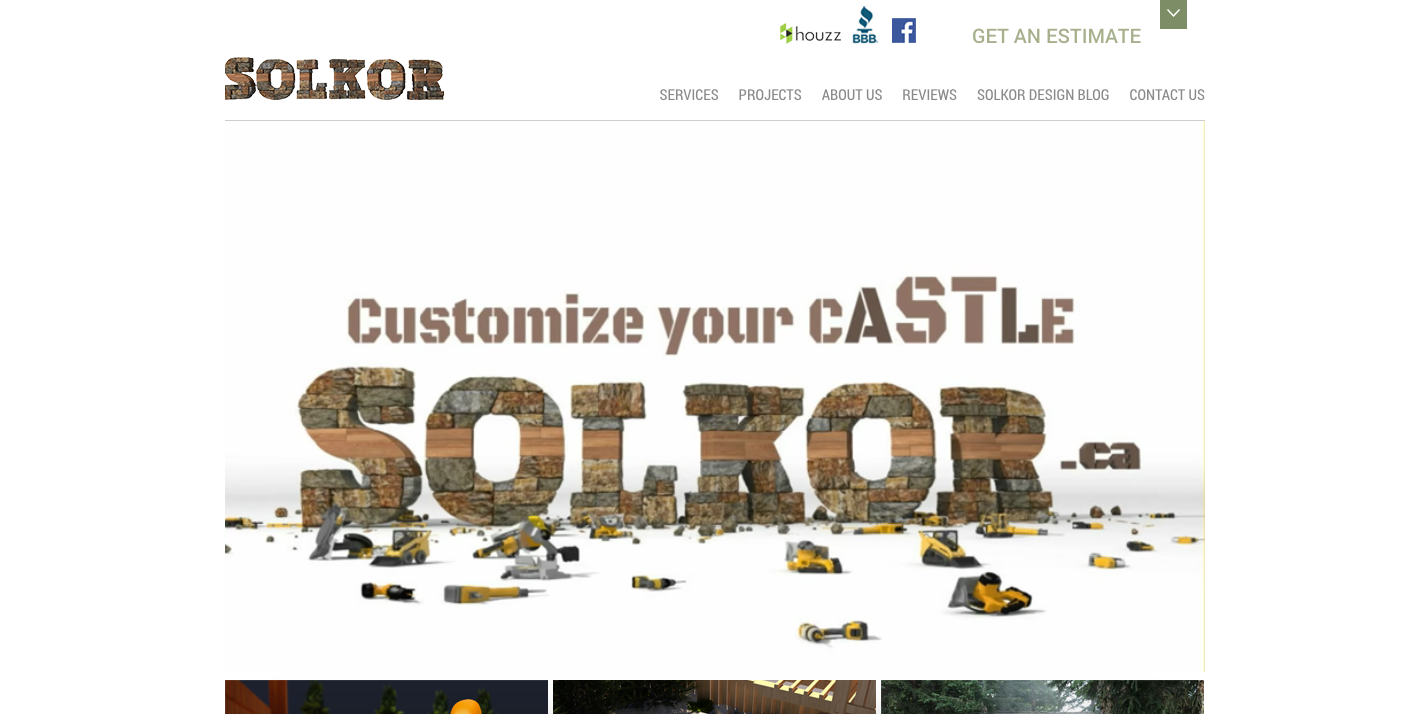 houzz
BBB
GET AN ESTIMATE
SOLKOR
SERVICES PROJECTS ABOUT US REVIEWS SOLKOR DESIGN BLOG CONTACT US
Customize your cASTLE
SOLKOR.ca